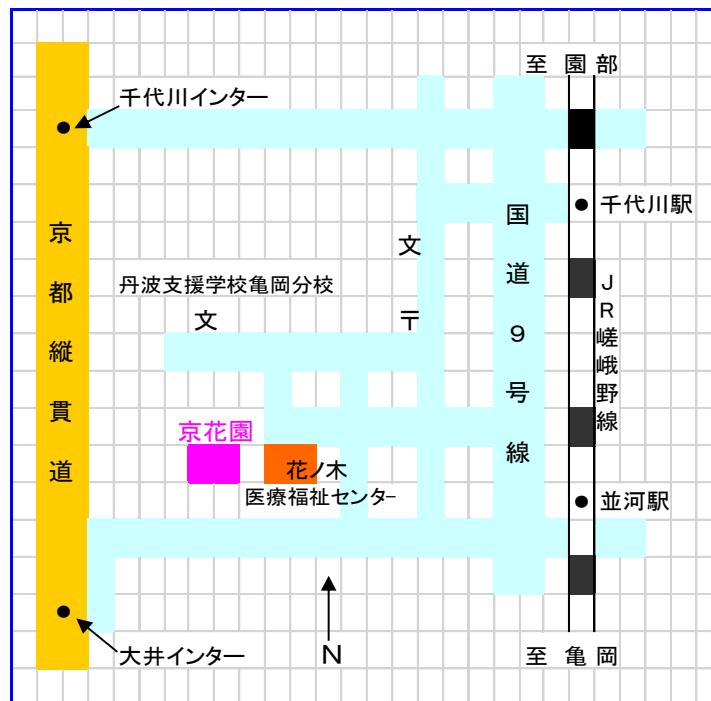 至 園 部
千代川インター
千代川駅
京都縦貫道
国道9号線
文
丹波支援学校亀岡分校
JR嵯峨野線
文
〒
京花園
花ノ木
医療福祉センター
並河駅
大井インター
N
至 亀 岡